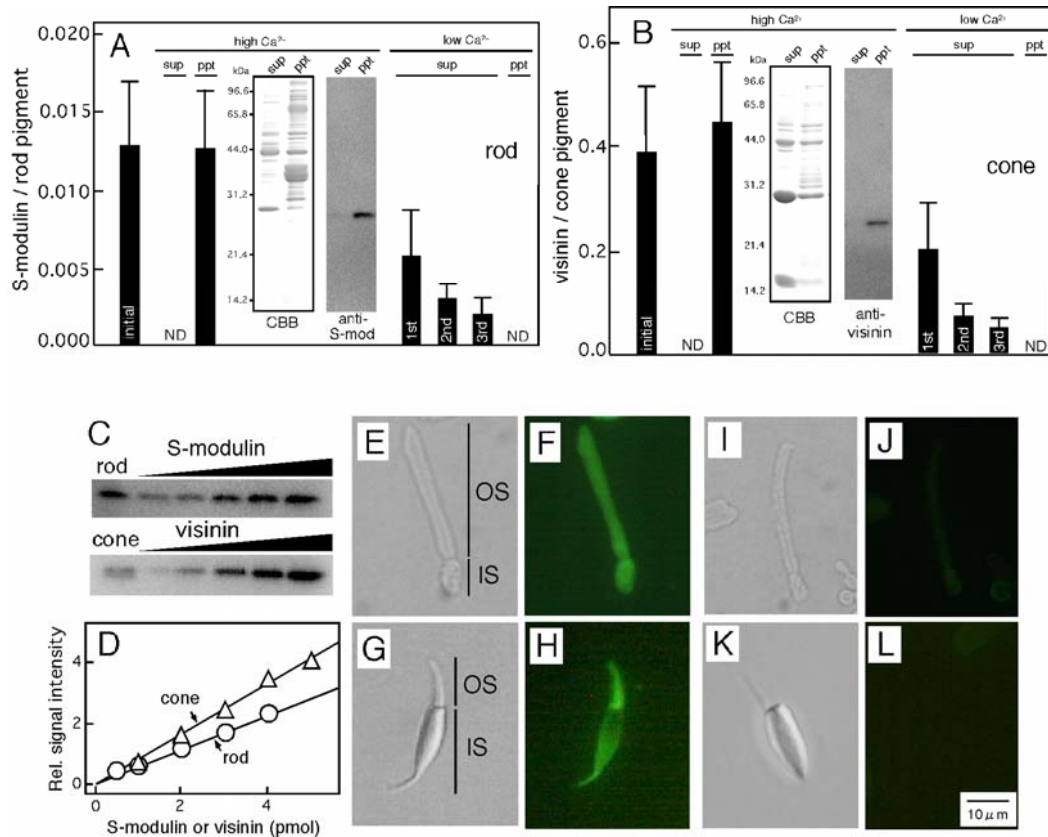 A
S-modulin / rod pigment
0.020
0.015
0.010
0.005
0.000
high Ca²⁻
low Ca²⁻
sup
ppt
sup
ppt
kDa
sup
ppt
sup
ppt
96.6
65.8
44.0
31.2
21.4
14.2
CBB
anti-
S-mod
rod
initial
ND
1st
2nd
3rd
ND
B
visinin / cone pigment
0.6
0.4
0.2
0.0
high Ca²⁺
low Ca²⁺
sup
ppt
sup
ppt
kDa
sup
ppt
sup
ppt
96.6
65.8
44.0
31.2
21.4
14.2
CBB
anti-
visinin
cone
initial
ND
1st
2nd
3rd
ND
C
S-modulin
rod
visinin
cone
D
Rel. signal intensity
4
2
0
cone
rod
0
2
4
S-modulin or visinin (pmol)
E
OS
IS
F
G
OS
IS
H
I
J
K
L
10 μm